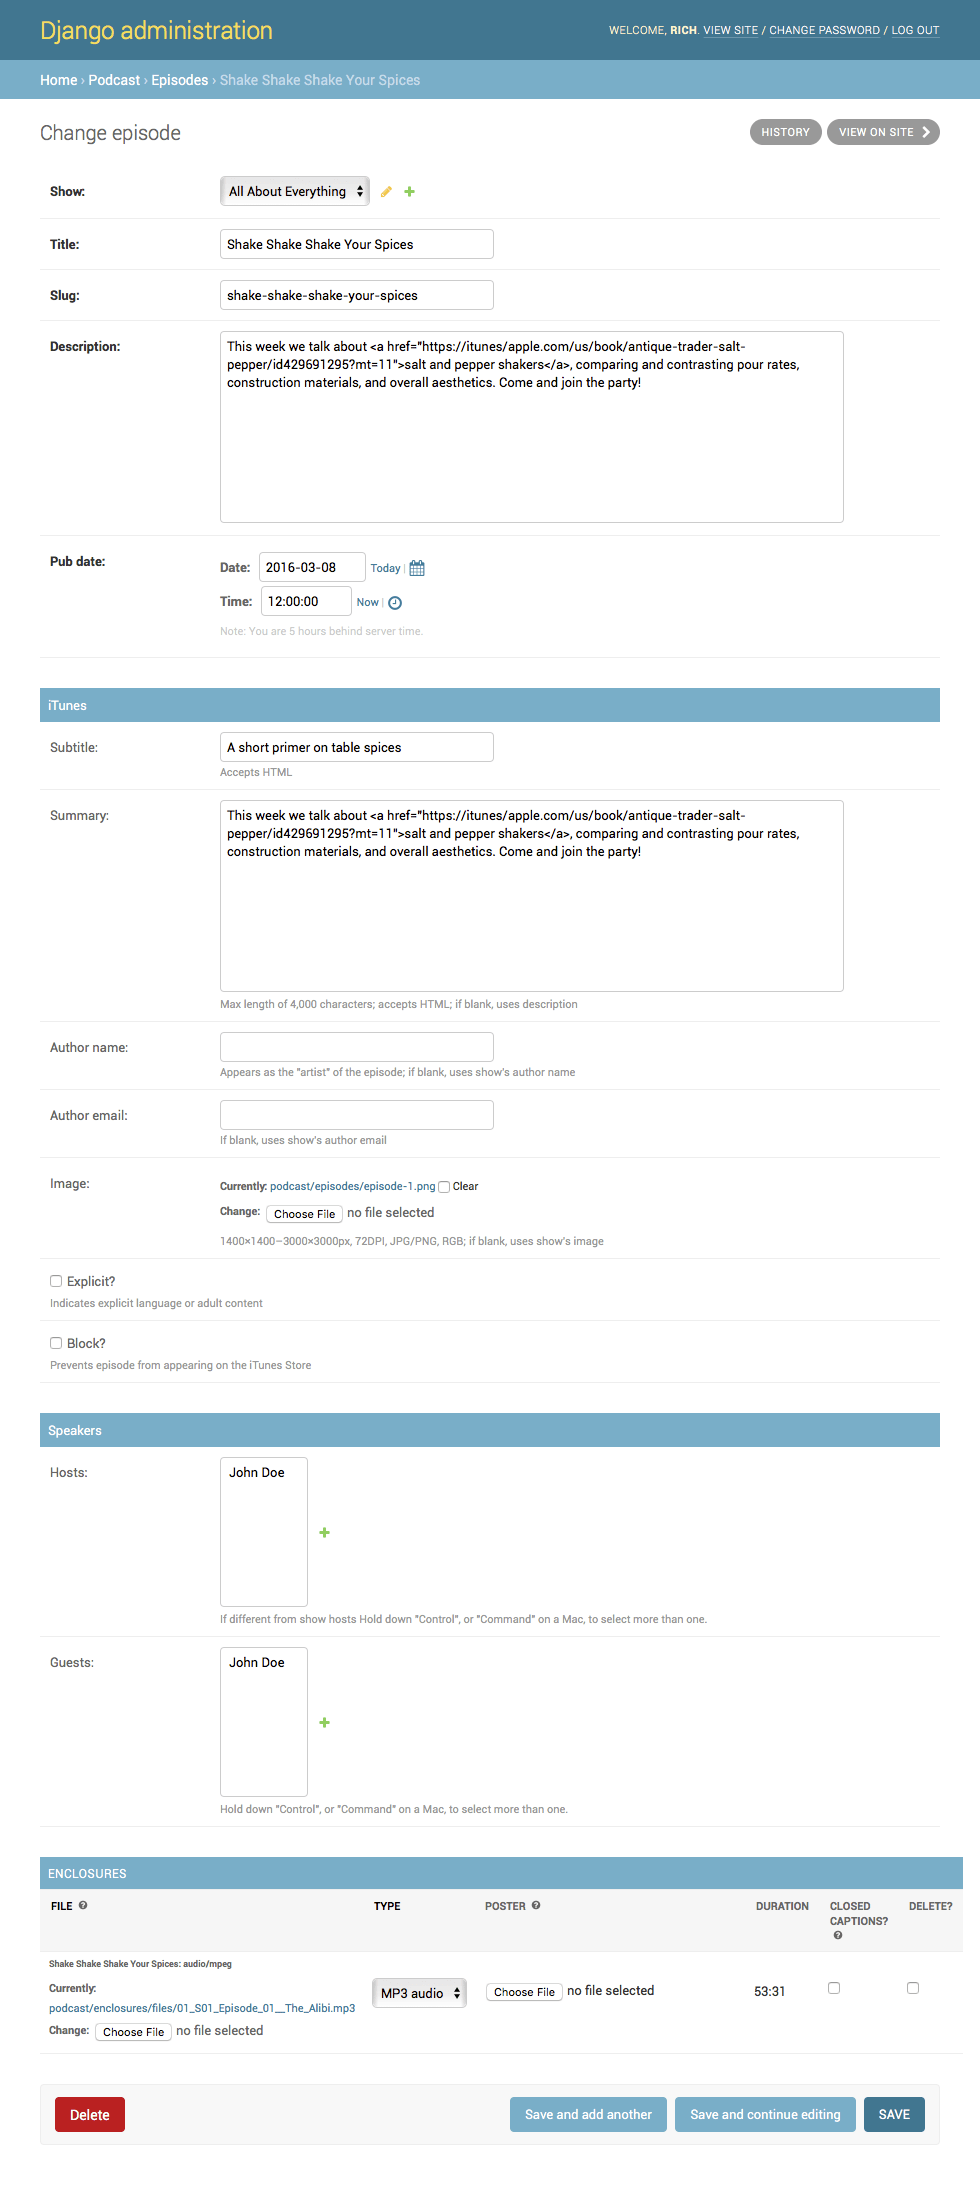 Django administration
WELCOME, RICH. VIEW SITE / CHANGE PASSWORD / LOG OUT
Home › Podcast › Episodes › Shake Shake Shake Your Spices
Change episode
HISTORY
VIEW ON SITE
Show:
All About Everything
Title:
Shake Shake Shake Your Spices
Slug:
shake-shake-shake-your-spices
Description:
This week we talk about <a href="https://itunes/apple.com/us/book/antique-trader-salt-
pepper/id429691295?mt=11">salt and pepper shakers</a>, comparing and contrasting pour rates,
construction materials, and overall aesthetics. Come and join the party!
Pub date:
Date: 2016-03-08 Today |
Time: 12:00:00 Now |
Note: You are 5 hours behind server time.
iTunes
Subtitle:
A short primer on table spices
Accepts HTML
Summary:
This week we talk about <a href="https://itunes/apple.com/us/book/antique-trader-salt-
pepper/id429691295?mt=11">salt and pepper shakers</a>, comparing and contrasting pour rates,
construction materials, and overall aesthetics. Come and join the party!
Max length of 4,000 characters; accepts HTML; if blank, uses description
Author name:
Appears as the "artist" of the episode; if blank, uses show's author name
Author email:
If blank, uses show's author email
Image:
Currently: podcast/episodes/episode-1.png Clear
Change: Choose File no file selected
1400×1400–3000×3000px, 72DPI, JPG/PNG, RGB; if blank, uses show's image
Explicit?
Indicates explicit language or adult content
Block?
Prevents episode from appearing on the iTunes Store
Speakers
Hosts:
John Doe
If different from show hosts Hold down "Control", or "Command" on a Mac, to select more than one.
Guests:
John Doe
Hold down "Control", or "Command" on a Mac, to select more than one.
ENCLOSURES
FILE ? TYPE POSTER ? DURATION CLOSED CAPTIONS? ? DELETE?
Shake Shake Shake Your Spices: audio/mpeg
Currently:
podcast/enclosures/files/01_S01_Episode_01__The_Alibi.mp3
Change: Choose File no file selected
MP3 audio
Choose File no file selected
53:31
Delete
Save and add another
Save and continue editing
SAVE